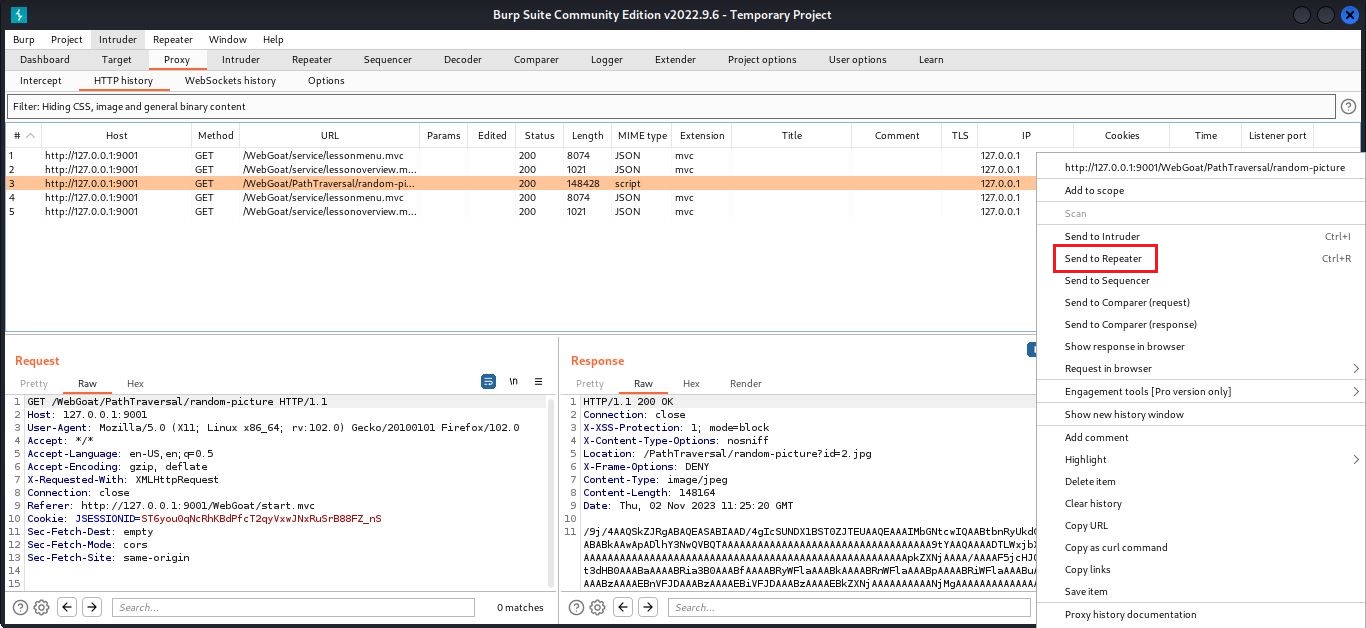 Burp Suite Community Edition v2022.9.6 - Temporary Project
Burp Project Intruder Repeater Window Help
Dashboard Target Proxy Intruder Repeater Sequencer Decoder Comparer Logger Extender Project options User options Learn
Intercept HTTP history WebSockets history Options
Filter: Hiding CSS, image and general binary content
# Host Method URL Params Edited Status Length MIME type Extension Title Comment TLS IP Cookies Time Listener port
1 http://127.0.0.1:9001 GET /WebGoat/service/lessonmenu.mvc 200 8074 JSON mvc 127.0.0.1
2 http://127.0.0.1:9001 GET /WebGoat/service/lessonoverview.m... 200 1021 JSON mvc 127.0.0.1
3 http://127.0.0.1:9001 GET /WebGoat/PathTraversal/random-pi... 200 148428 script 127.0.0.1
4 http://127.0.0.1:9001 GET /WebGoat/service/lessonmenu.mvc 200 8074 JSON mvc 127.0.0.1
5 http://127.0.0.1:9001 GET /WebGoat/service/lessonoverview.m... 200 1021 JSON mvc 127.0.0.1
http://127.0.0.1:9001/WebGoat/PathTraversal/random-picture
Add to scope
Scan
Send to Intruder Ctrl+I
Send to Repeater Ctrl+R
Send to Sequencer
Send to Comparer (request)
Send to Comparer (response)
Show response in browser
Request in browser
Engagement tools [Pro version only]
Show new history window
Add comment
Highlight
Delete item
Clear history
Copy URL
Copy as curl command
Copy links
Save item
Proxy history documentation
Request
Pretty Raw Hex
\n
1 GET /WebGoat/PathTraversal/random-picture HTTP/1.1
2 Host: 127.0.0.1:9001
3 User-Agent: Mozilla/5.0 (X11; Linux x86_64; rv:102.0) Gecko/20100101 Firefox/102.0
4 Accept: */*
5 Accept-Language: en-US,en;q=0.5
6 Accept-Encoding: gzip, deflate
7 X-Requested-With: XMLHttpRequest
8 Connection: close
9 Referer: http://127.0.0.1:9001/WebGoat/start.mvc
10 Cookie: JSESSIONID=ST6you0qNcRhKBdPfcT2qyVxwJNxRuSrB88FZ_nS
11 Sec-Fetch-Dest: empty
12 Sec-Fetch-Mode: cors
13 Sec-Fetch-Site: same-origin
14
15
Search... 0 matches
Response
Pretty Raw Hex Render
1 HTTP/1.1 200 OK
2 Connection: close
3 X-XSS-Protection: 1; mode=block
4 X-Content-Type-Options: nosniff
5 Location: /PathTraversal/random-picture?id=2.jpg
6 X-Frame-Options: DENY
7 Content-Type: image/jpeg
8 Content-Length: 148164
9 Date: Thu, 02 Nov 2023 11:25:20 GMT
10
11
Search...